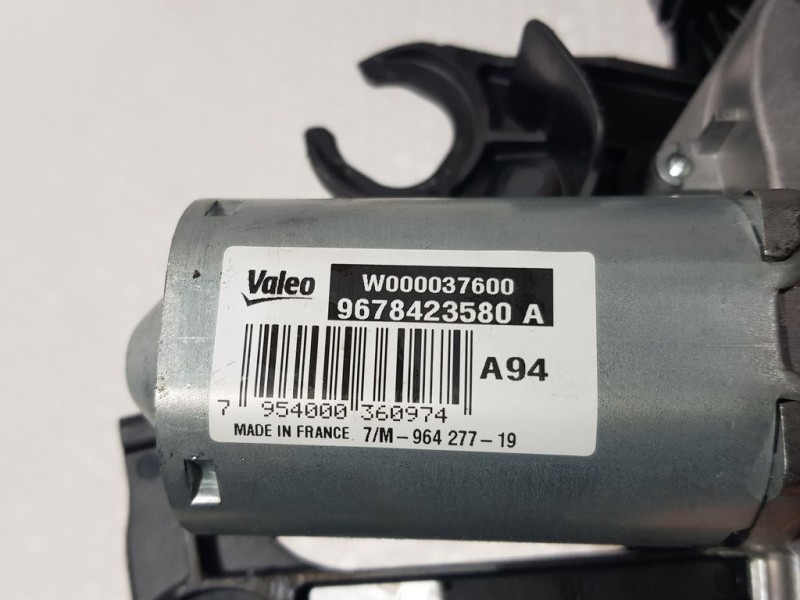 Valeo W000037600
9678423580 A
A94
7 954000 360974
MADE IN FRANCE 7/M-964 277-19